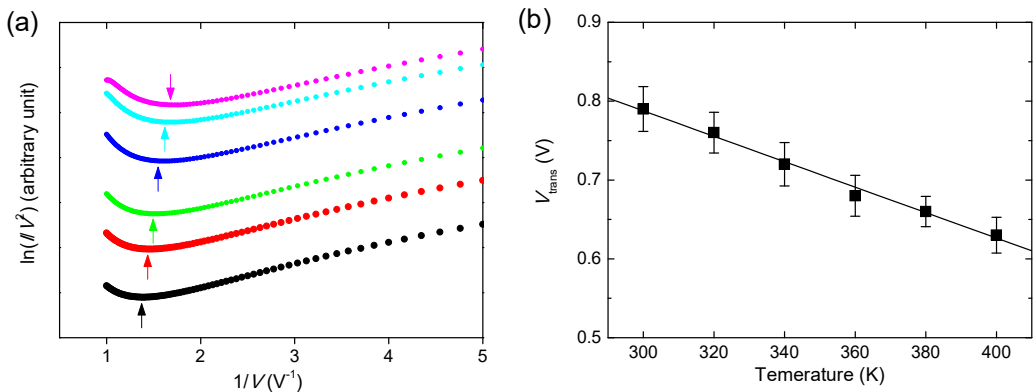 (a)
ln(I/V²) (arbitrary unit)
1 2 3 4 5
1/V (V⁻¹)
(b)
V_trans (V)
0.9
0.8
0.7
0.6
0.5
300 320 340 360 380 400
Temerature (K)